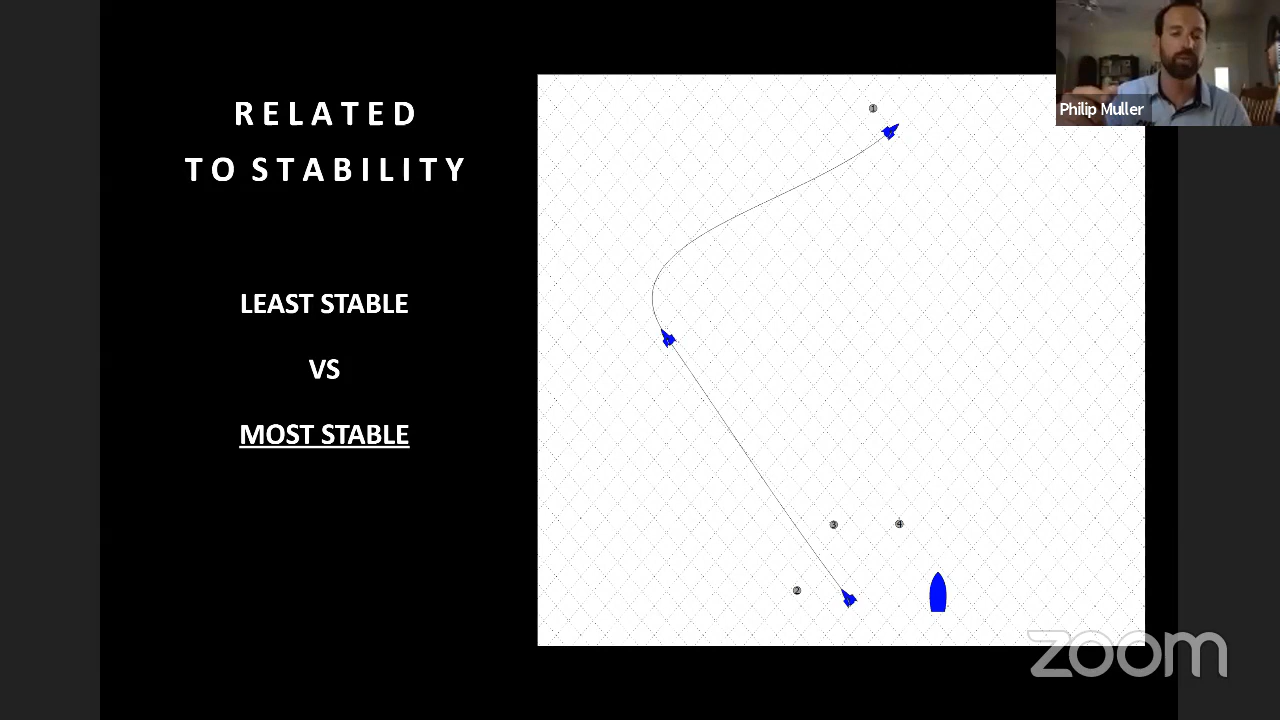 RELATED
TO STABILITY
LEAST STABLE
VS
MOST STABLE
1
3
4
2
Philip Muller
zoom